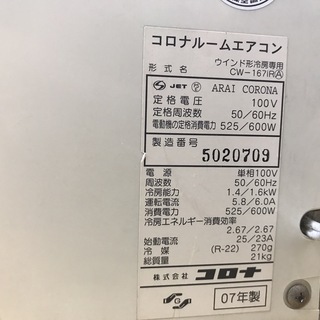 コロナルームエアコン
ウインド形冷房専用
形式名 CW-167IRⒶ
JET ARAI CORONA
定格電圧 100V
定格周波数 50/60Hz
電動機の定格消費電力 525/600W
製造番号
5020709
電源 単相100V
周波数 50/60Hz
冷房能力 1.4/1.6kW
運転電流 5.8/6.0A
消費電力 525/600W
冷房エネルギー消費効率
2.67/2.67
始動電流 25/23A
冷媒 (R-22) 270g
総質量 21kg
株式会社 コロナ
07年製